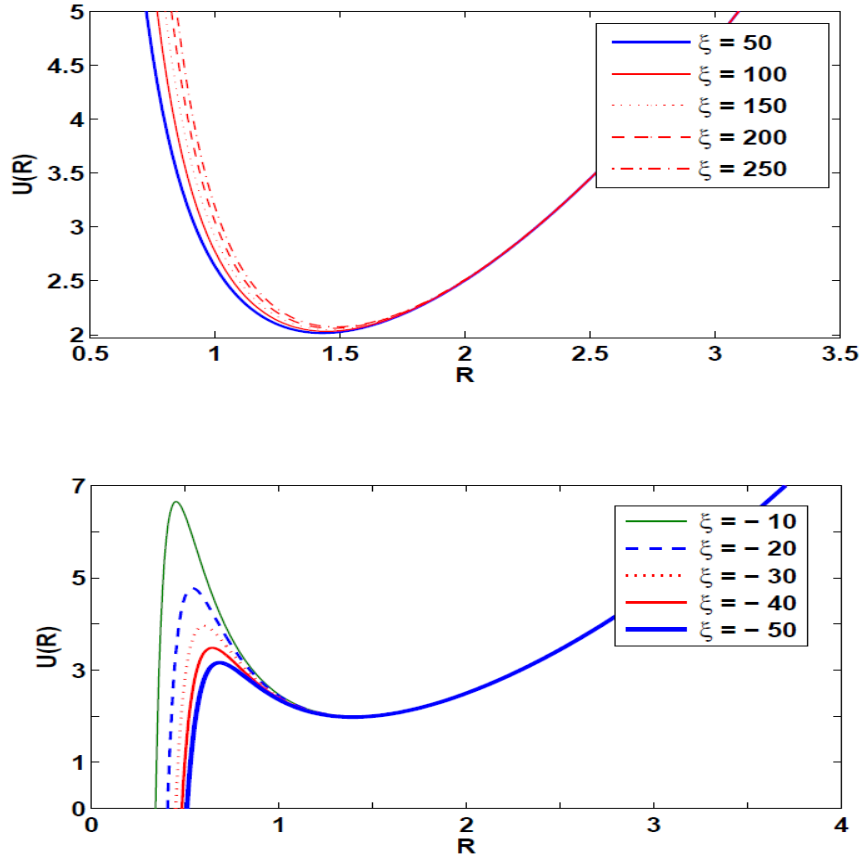 5
4.5
4
3.5
3
2.5
2
U(R)
0.5 1 1.5 2 2.5 3 3.5
R
ξ = 50
ξ = 100
ξ = 150
ξ = 200
ξ = 250
7
5
3
1
0
U(R)
0 1 2 3 4
R
ξ = − 10
ξ = − 20
ξ = − 30
ξ = − 40
ξ = − 50